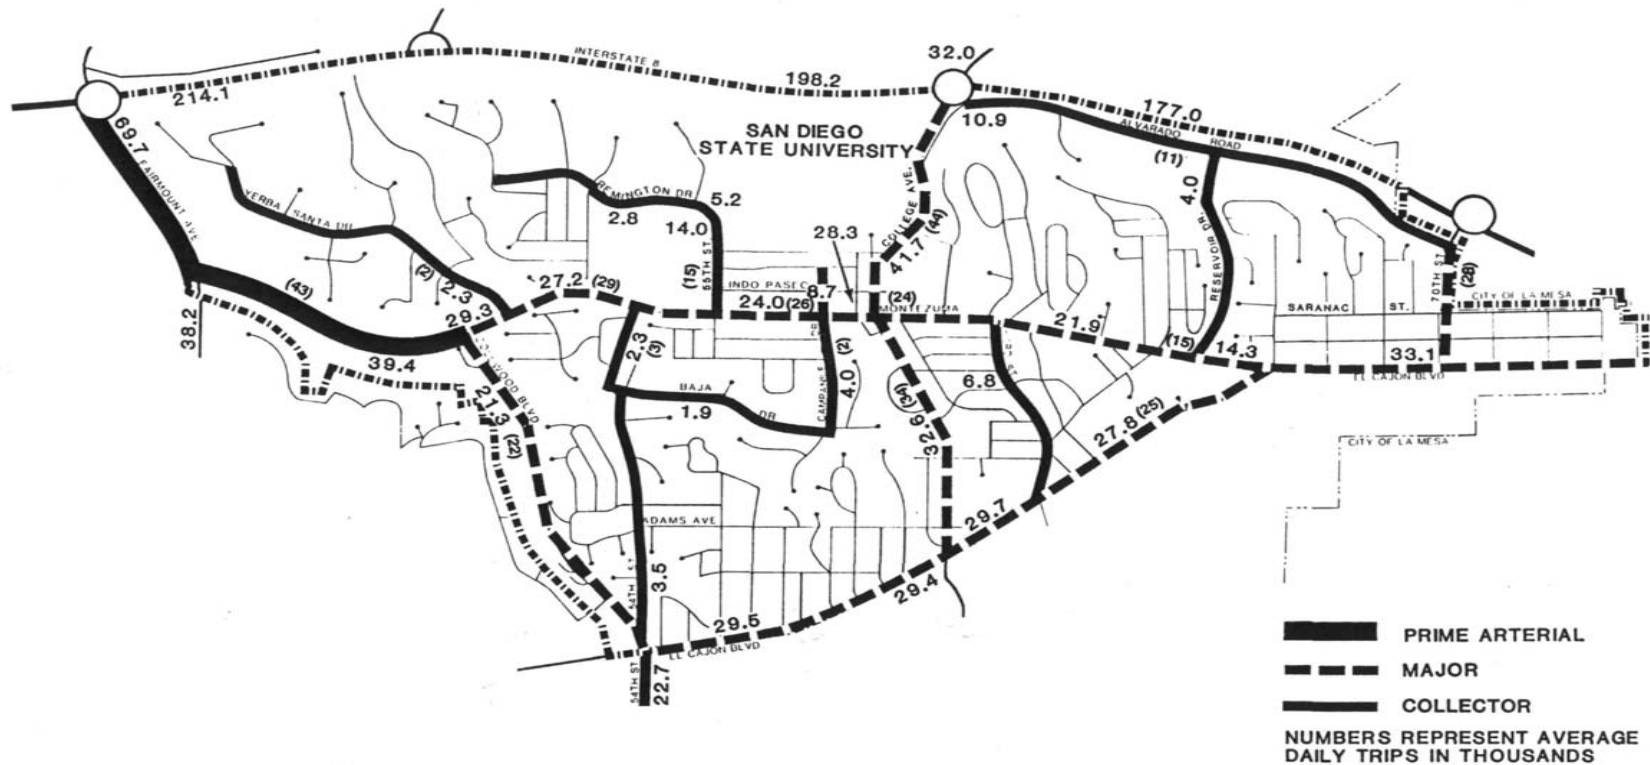 32.0
INTERSTATE 8
198.2
214.1
177.0
10.9
ALVARADO
ROAD
SAN DIEGO
STATE UNIVERSITY
69.7
FAIRMOUNT AVE
(11)
4.0
REMINGTON DR
5.2
2.8
YERBA SANTA DR
14.0
COLLEGE AVE.
(44)
41.7
28.3
RESERVOIR DR.
70TH ST
(28)
(43)
(2)
2.3
27.2 (29)
(15)
55TH ST
INDO PASEO
8.7
24.0 (26)
(24)
MONTEZUMA
CITY OF LA MESA
SARANAC ST.
29.3
38.2
21.9
(15)
14.3
33.1
EL CAJON BLVD
39.4
2.3
(3)
4.0 (2)
6.8
BAJA DR
1.9
21.3
(22)
(34)
32.9
27.8 (25)
CITY OF LA MESA
ADAMS AVE
29.7
54TH ST
3.5
29.4
29.5
EL CAJON BLVD
54TH ST
22.7
PRIME ARTERIAL
MAJOR
COLLECTOR
NUMBERS REPRESENT AVERAGE
DAILY TRIPS IN THOUSANDS